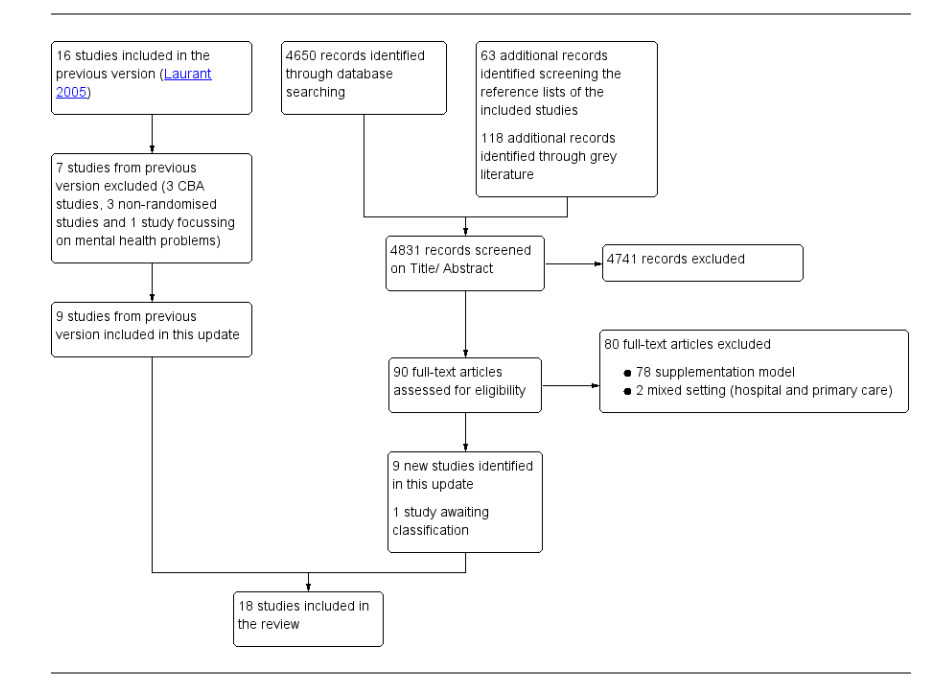 16 studies included in the
previous version (Laurant
2005)
4650 records identified
through database
searching
63 additional records
identified screening the
reference lists of the
included studies
118 additional records
identified through grey
literature
7 studies from previous
version excluded (3 CBA
studies, 3 non-randomised
studies and 1 study focussing
on mental health problems)
4831 records screened
on Title/ Abstract
4741 records excluded
9 studies from previous
version included in this update
90 full-text articles
assessed for eligibility
80 full-text articles excluded
● 78 supplementation model
● 2 mixed setting (hospital and primary care)
9 new studies identified
in this update
1 study awaiting
classification
18 studies included in
the review